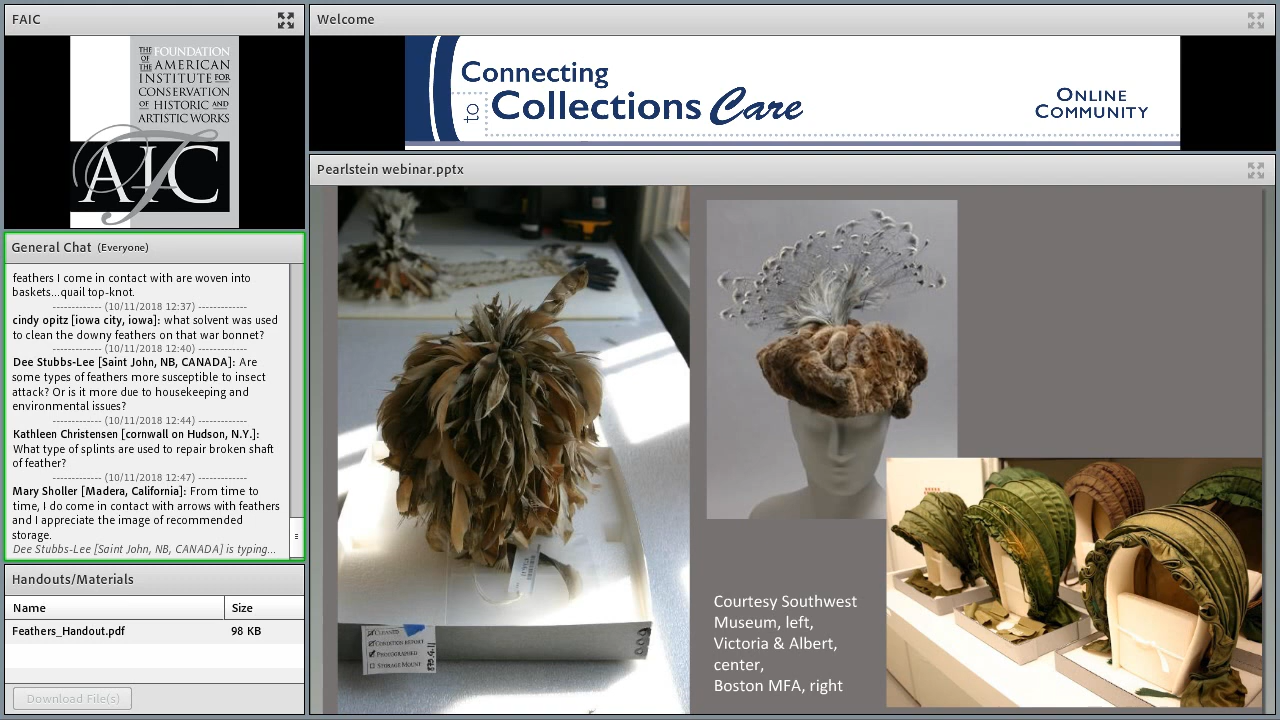 FAIC
THE FOUNDATION
OF THE AMERICAN
INSTITUTE FOR
CONSERVATION
OF HISTORIC AND
ARTISTIC WORKS
AIC
General Chat (Everyone)
feathers I come in contact with are woven into
baskets...quail top-knot.
------------- (10/11/2018 12:37) -------------
cindy opitz [iowa city, iowa]: what solvent was used
to clean the downy feathers on that war bonnet?
------------- (10/11/2018 12:40) -------------
Dee Stubbs-Lee [Saint John, NB, CANADA]: Are
some types of feathers more susceptible to insect
attack? Or is it more due to housekeeping and
environmental issues?
------------- (10/11/2018 12:44) -------------
Kathleen Christensen [cornwall on Hudson, N.Y.]:
What type of splints are used to repair broken shaft
of feather?
------------- (10/11/2018 12:47) -------------
Mary Sholler [Madera, California]: From time to
time, I do come in contact with arrows with feathers
and I appreciate the image of recommended
storage.
Dee Stubbs-Lee [Saint John, NB, CANADA] is typing...
Handouts/Materials
Name Size
Feathers_Handout.pdf 98 KB
Download File(s)
Welcome
Connecting
to Collections Care
ONLINE
COMMUNITY
Pearlstein webinar.pptx
CLEANED
CONDITION REPORT
PHOTOGRAPHED
STORAGE MOUNT
Courtesy Southwest
Museum, left,
Victoria & Albert,
center,
Boston MFA, right